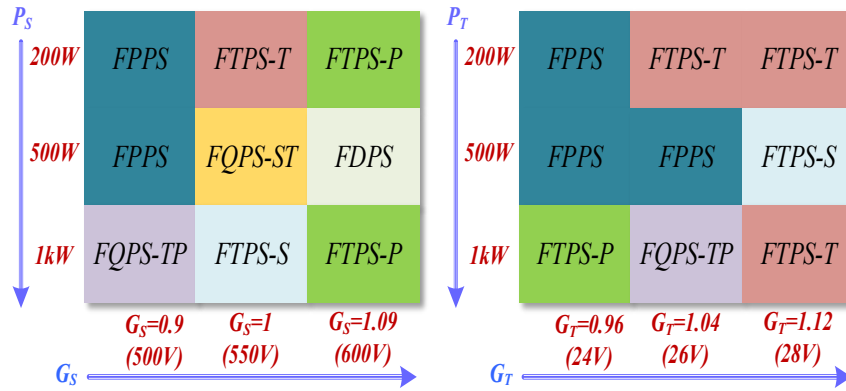 P_S
200W FPPS FTPS-T FTPS-P
500W FPPS FQPS-ST FDPS
1kW FQPS-TP FTPS-S FTPS-P
G_S=0.9 G_S=1 G_S=1.09
(500V) (550V) (600V)
G_S
P_T
200W FPPS FTPS-T FTPS-T
500W FPPS FPPS FTPS-S
1kW FTPS-P FQPS-TP FTPS-T
G_T=0.96 G_T=1.04 G_T=1.12
(24V) (26V) (28V)
G_T